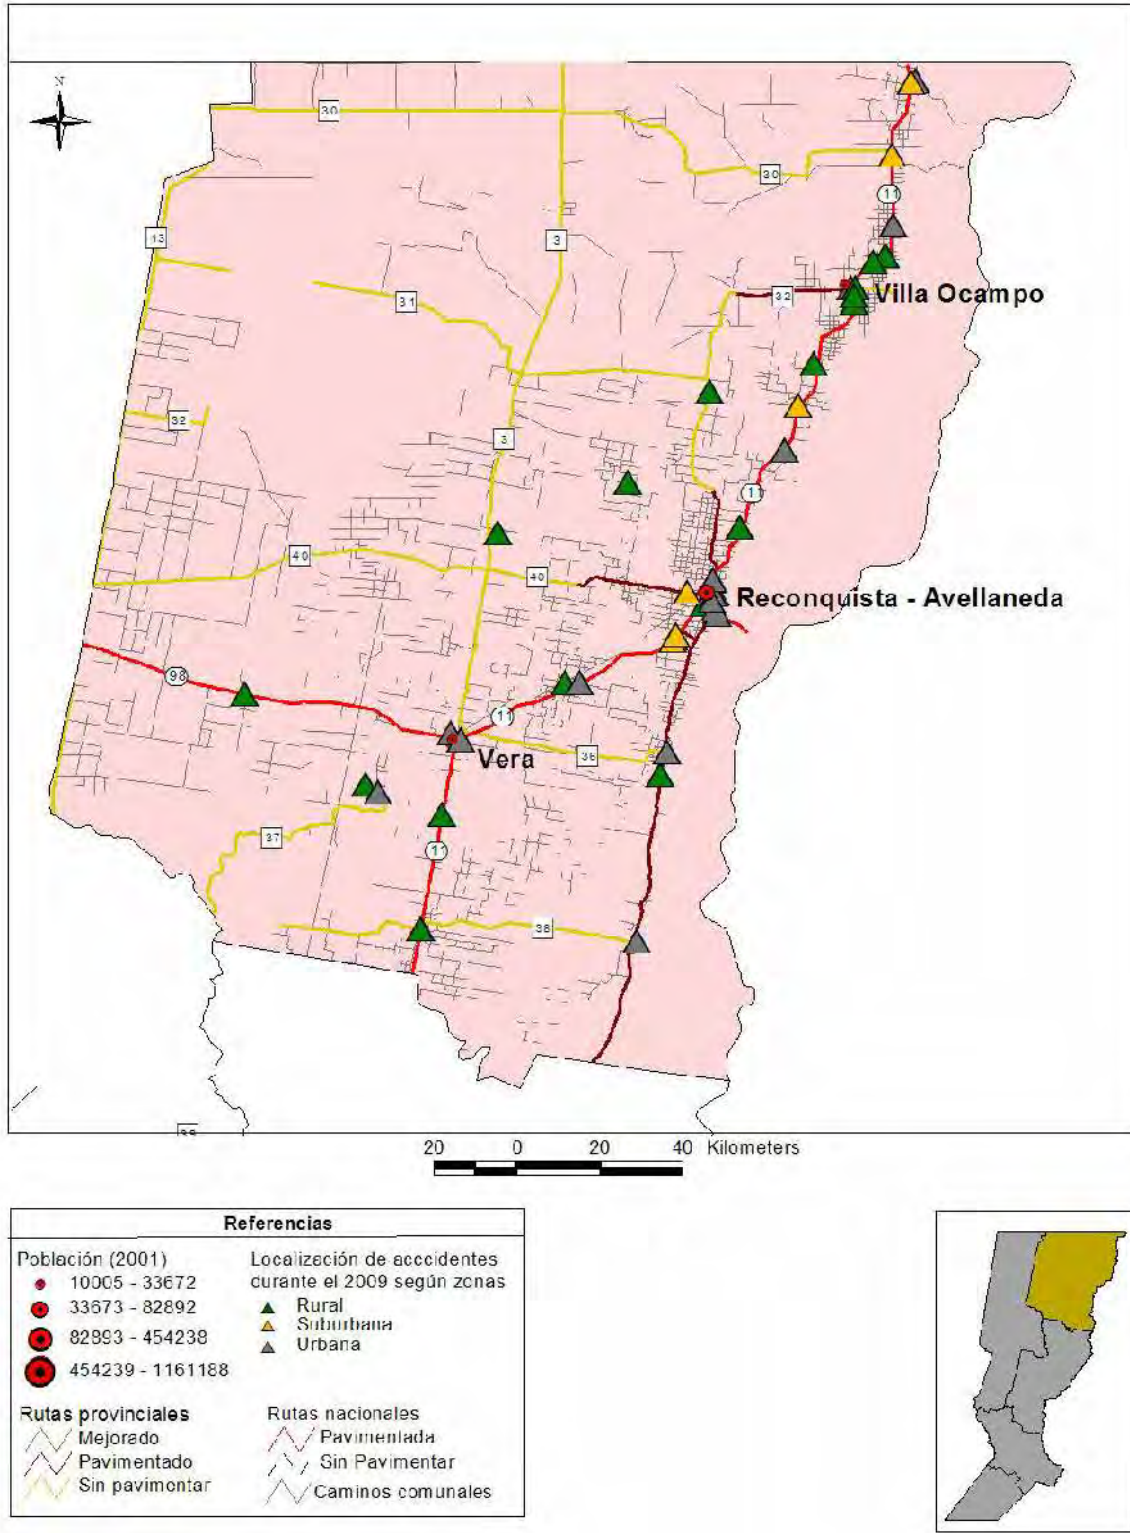 N
30
30
11
13
3
31
32
Villa Ocampo
32
3
11
40
40
Reconquista - Avellaneda
98
11
36
Vera
37
11
38
20 0 20 40 Kilometers
Referencias
Población (2001)
10005 - 33672
33673 - 82892
82893 - 454238
454239 - 1161188
Localización de acccidentes
durante el 2009 según zonas
Rural
Suburbana
Urbana
Rutas provinciales
Mejorado
Pavimentado
Sin pavimentar
Rutas nacionales
Pavimentada
Sin Pavimentar
Caminos comunales